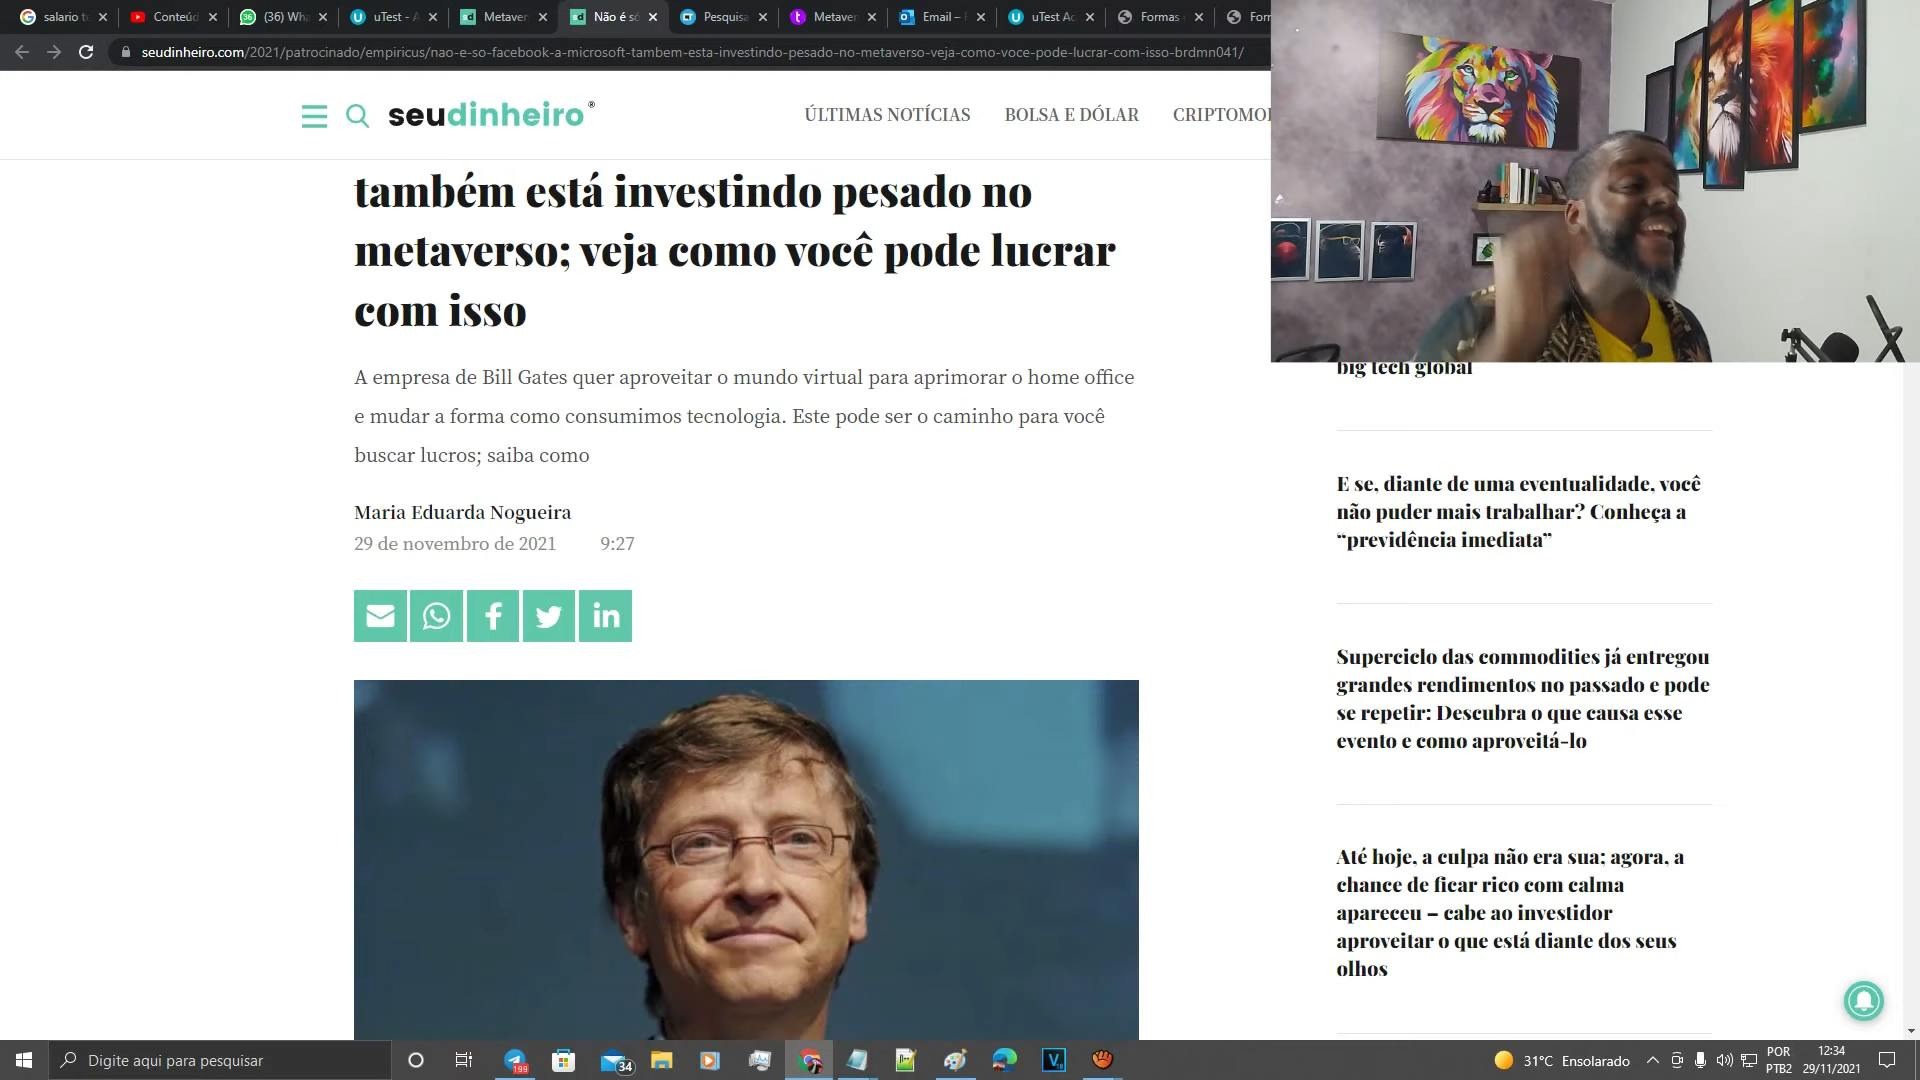 salario t
Conteúd
(36) Wha
uTest - A
Metaver
Não é só
Pesquisa
Metaver
Email –
uTest Ac
Formas
For
seudinheiro.com/2021/patrocinado/empiricus/nao-e-so-facebook-a-microsoft-tambem-esta-investindo-pesado-no-metaverso-veja-como-voce-pode-lucrar-com-isso-brdmn041/
seudinheiro®
ÚLTIMAS NOTÍCIAS
BOLSA E DÓLAR
CRIPTOMO
também está investindo pesado no
metaverso; veja como você pode lucrar
com isso
A empresa de Bill Gates quer aproveitar o mundo virtual para aprimorar o home office
e mudar a forma como consumimos tecnologia. Este pode ser o caminho para você
buscar lucros; saiba como
Maria Eduarda Nogueira
29 de novembro de 2021 9:27
big tech global
E se, diante de uma eventualidade, você
não puder mais trabalhar? Conheça a
“previdência imediata”
Superciclo das commodities já entregou
grandes rendimentos no passado e pode
se repetir: Descubra o que causa esse
evento e como aproveitá-lo
Até hoje, a culpa não era sua; agora, a
chance de ficar rico com calma
apareceu – cabe ao investidor
aproveitar o que está diante dos seus
olhos
Digite aqui para pesquisar
199
34
31°C Ensolarado
POR
PTB2
12:34
29/11/2021